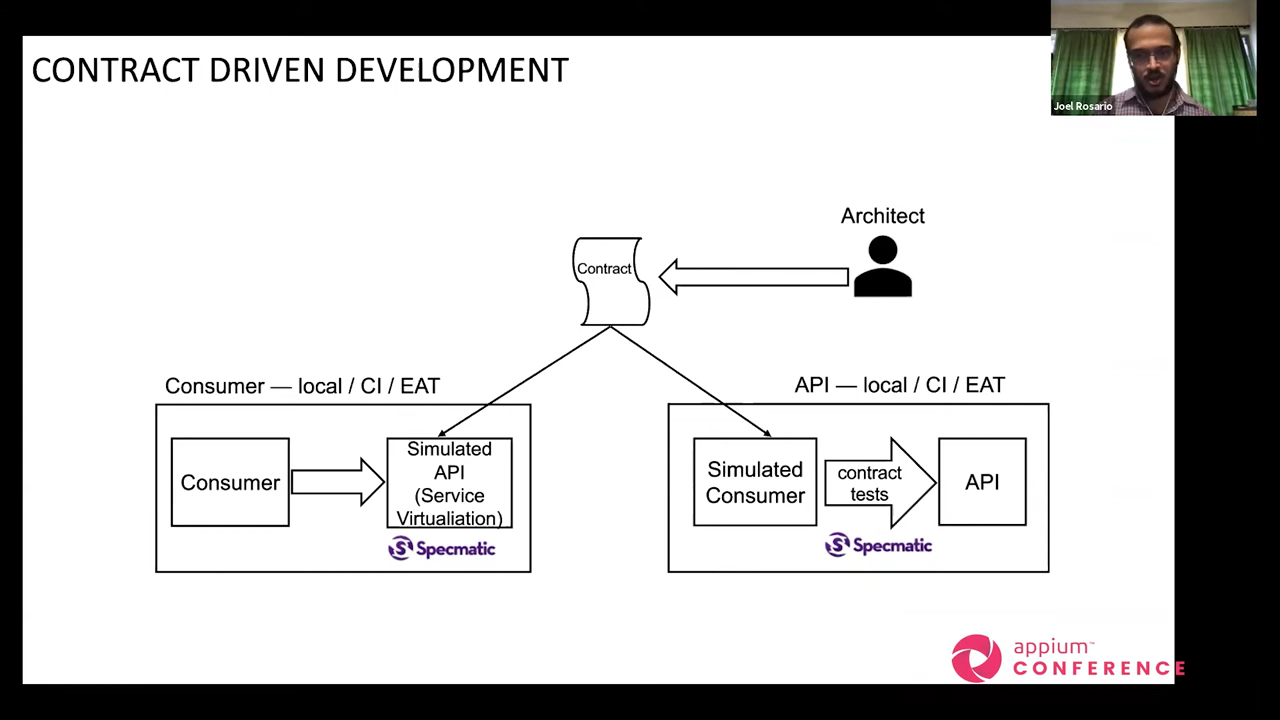 CONTRACT DRIVEN DEVELOPMENT
Joel Rosario
Architect
Contract
Consumer — local / CI / EAT
API — local / CI / EAT
Consumer
Simulated
API
(Service
Virtualiation)
Specmatic
Simulated
Consumer
contract
tests
API
Specmatic
appium™
CONFERENCE